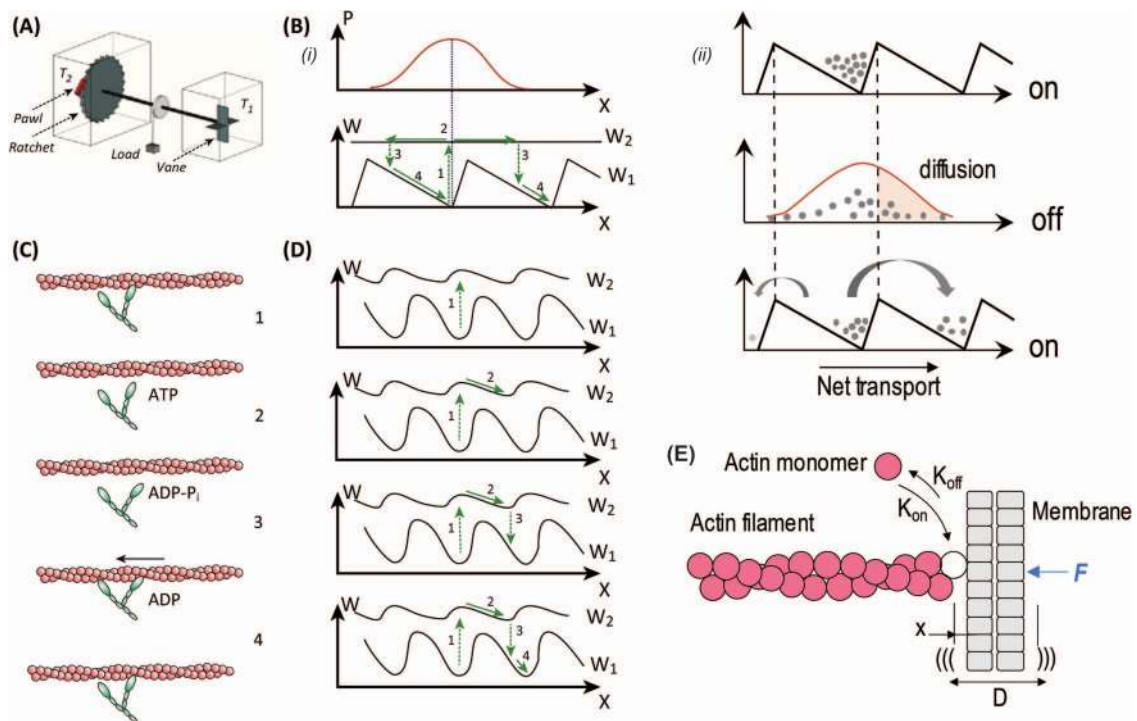 (A)
T2
T1
Pawl
Ratchet
Load
Vane
(B)
(i)
P
X
W
2
W2
3
3
4
1
4
W1
X
(ii)
on
diffusion
off
on
Net transport
(C)
1
ATP
2
ADP-Pi
3
ADP
4
(D)
W
W2
1
W1
X
W
2
W2
1
W1
X
W
2
W2
1
3
W1
X
W
2
W2
1
3
4
W1
X
(E)
Actin monomer
Koff
Kon
Actin filament
Membrane
F
x
(((
)))
D